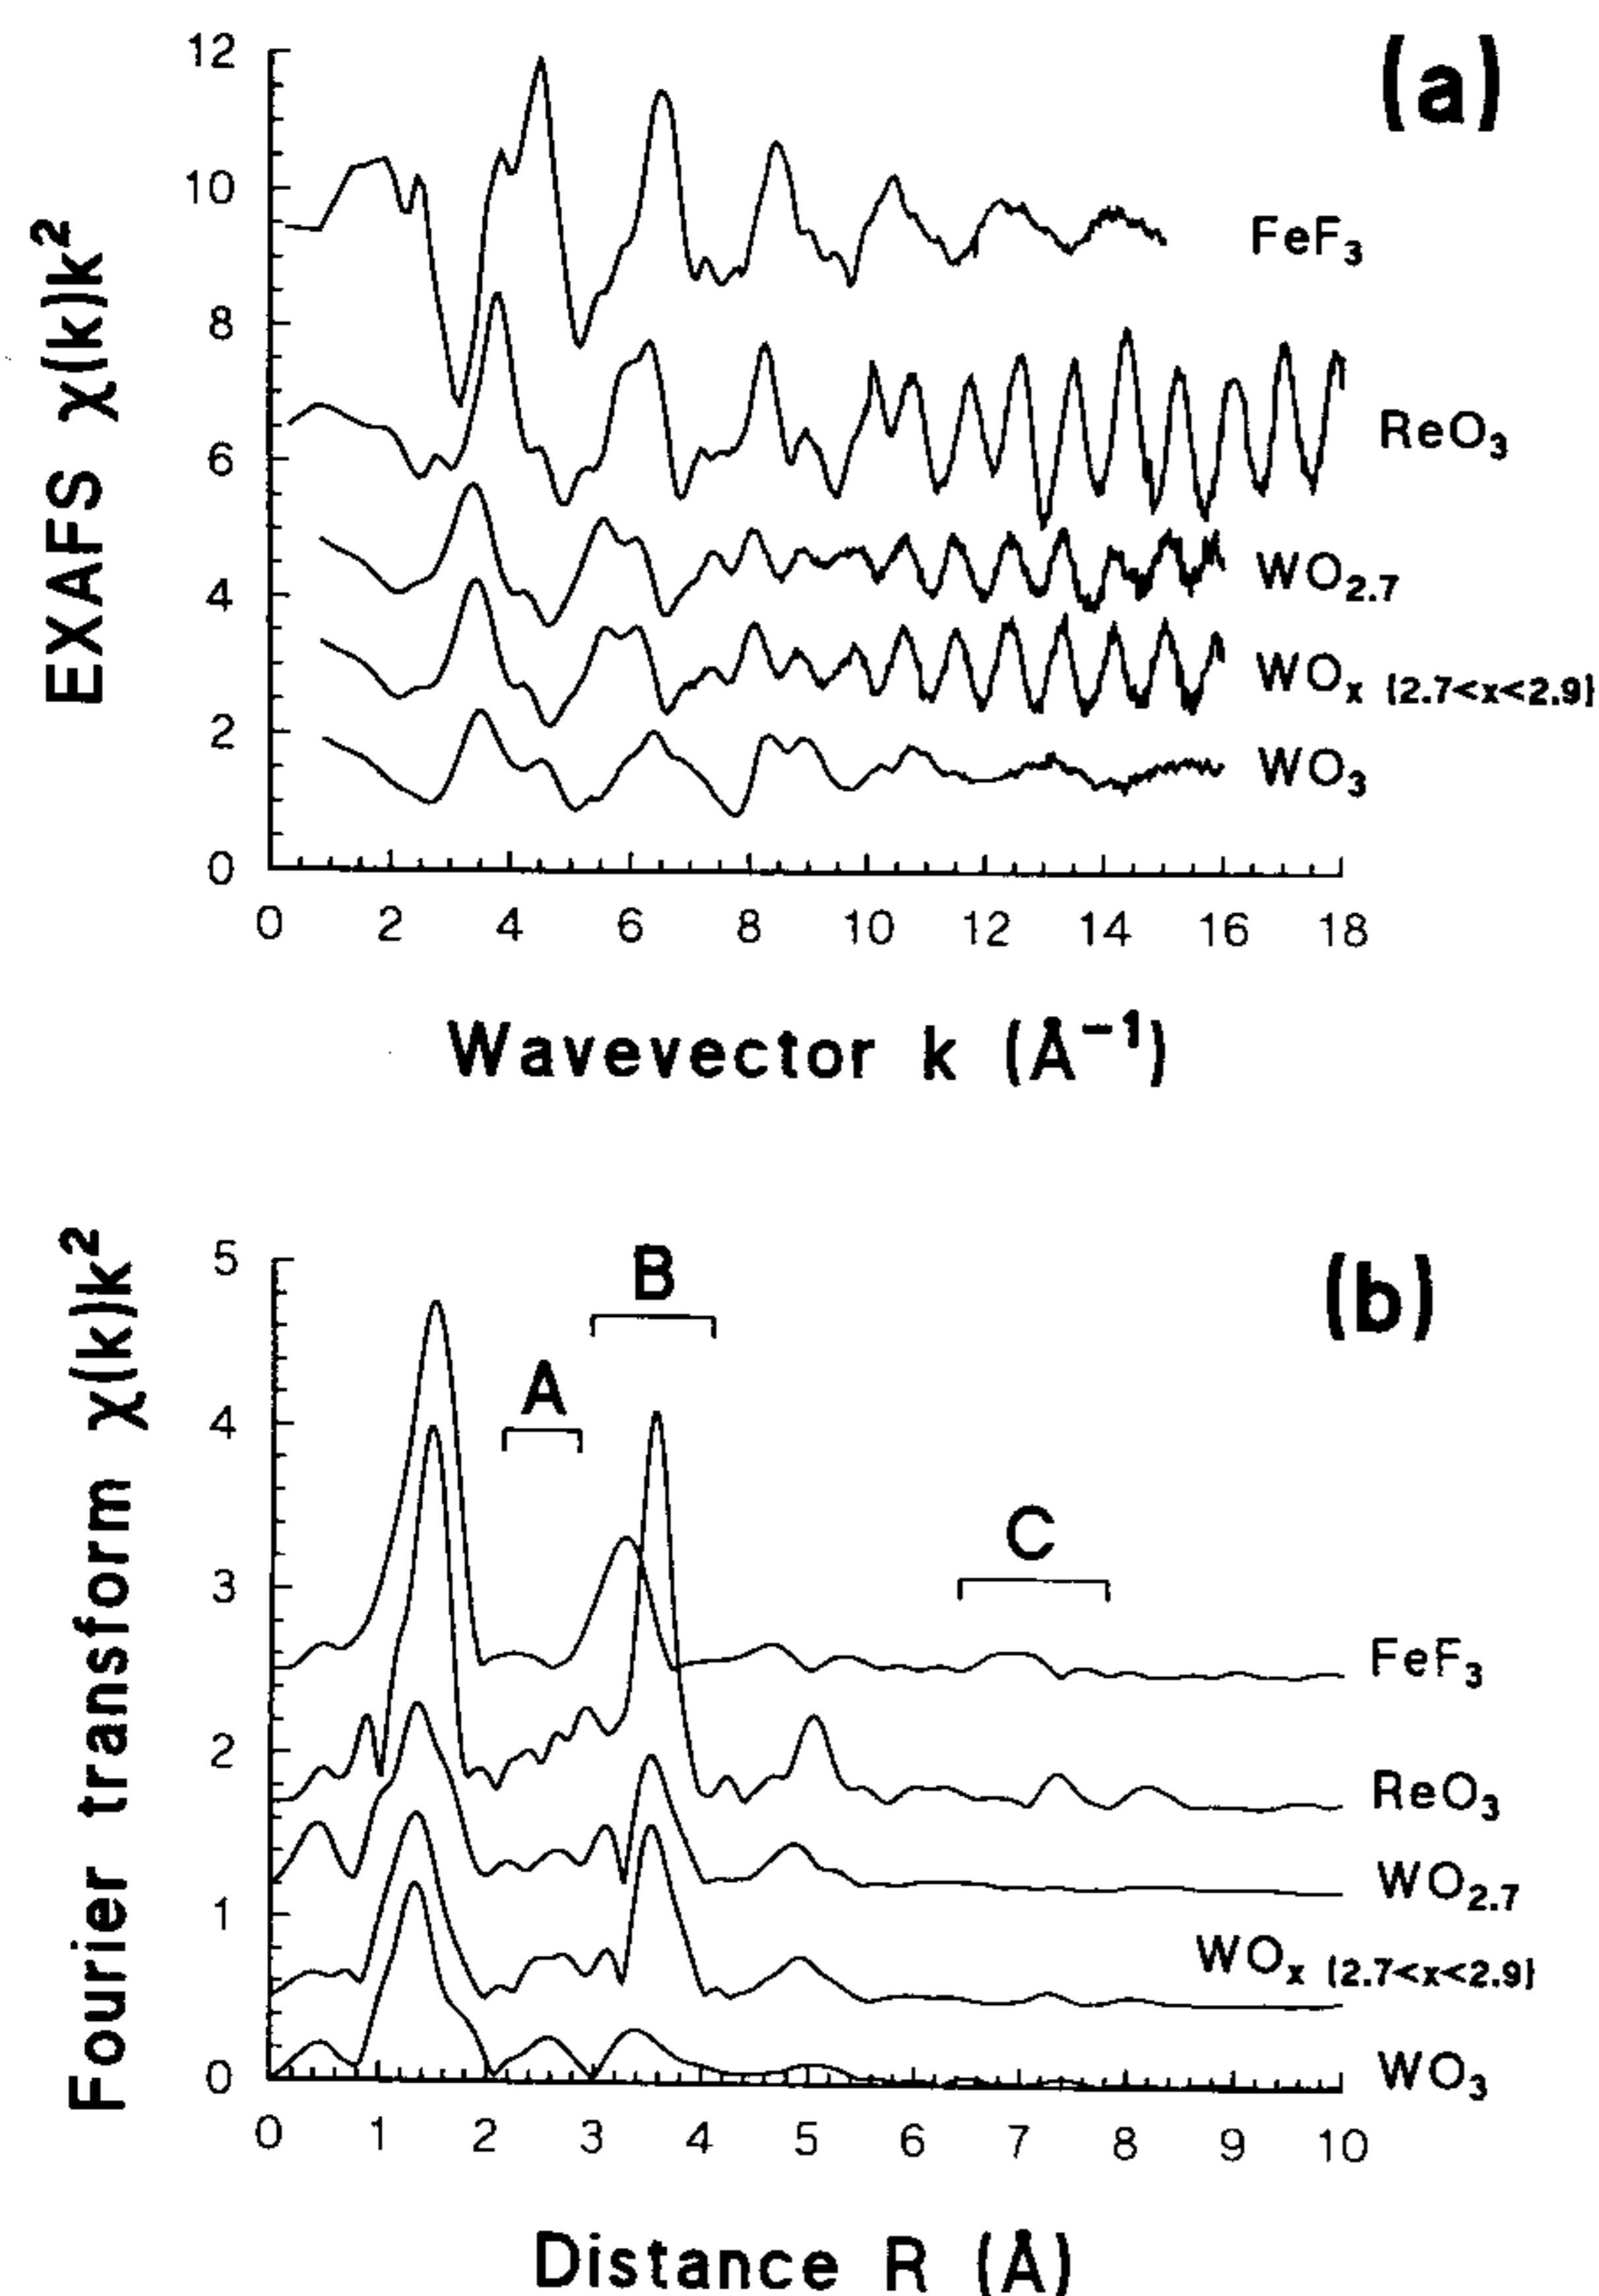 (a)
EXAFS χ(k)k²
12
10
8
6
4
2
0
FeF₃
ReO₃
WO₂.₇
WOₓ (2.7<x<2.9)
WO₃
0 2 4 6 8 10 12 14 16 18
Wavevector k (Å⁻¹)
(b)
Fourier transform χ(k)k²
5
4
3
2
1
0
B
A
C
FeF₃
ReO₃
WO₂.₇
WOₓ (2.7<x<2.9)
WO₃
0 1 2 3 4 5 6 7 8 9 10
Distance R (Å)